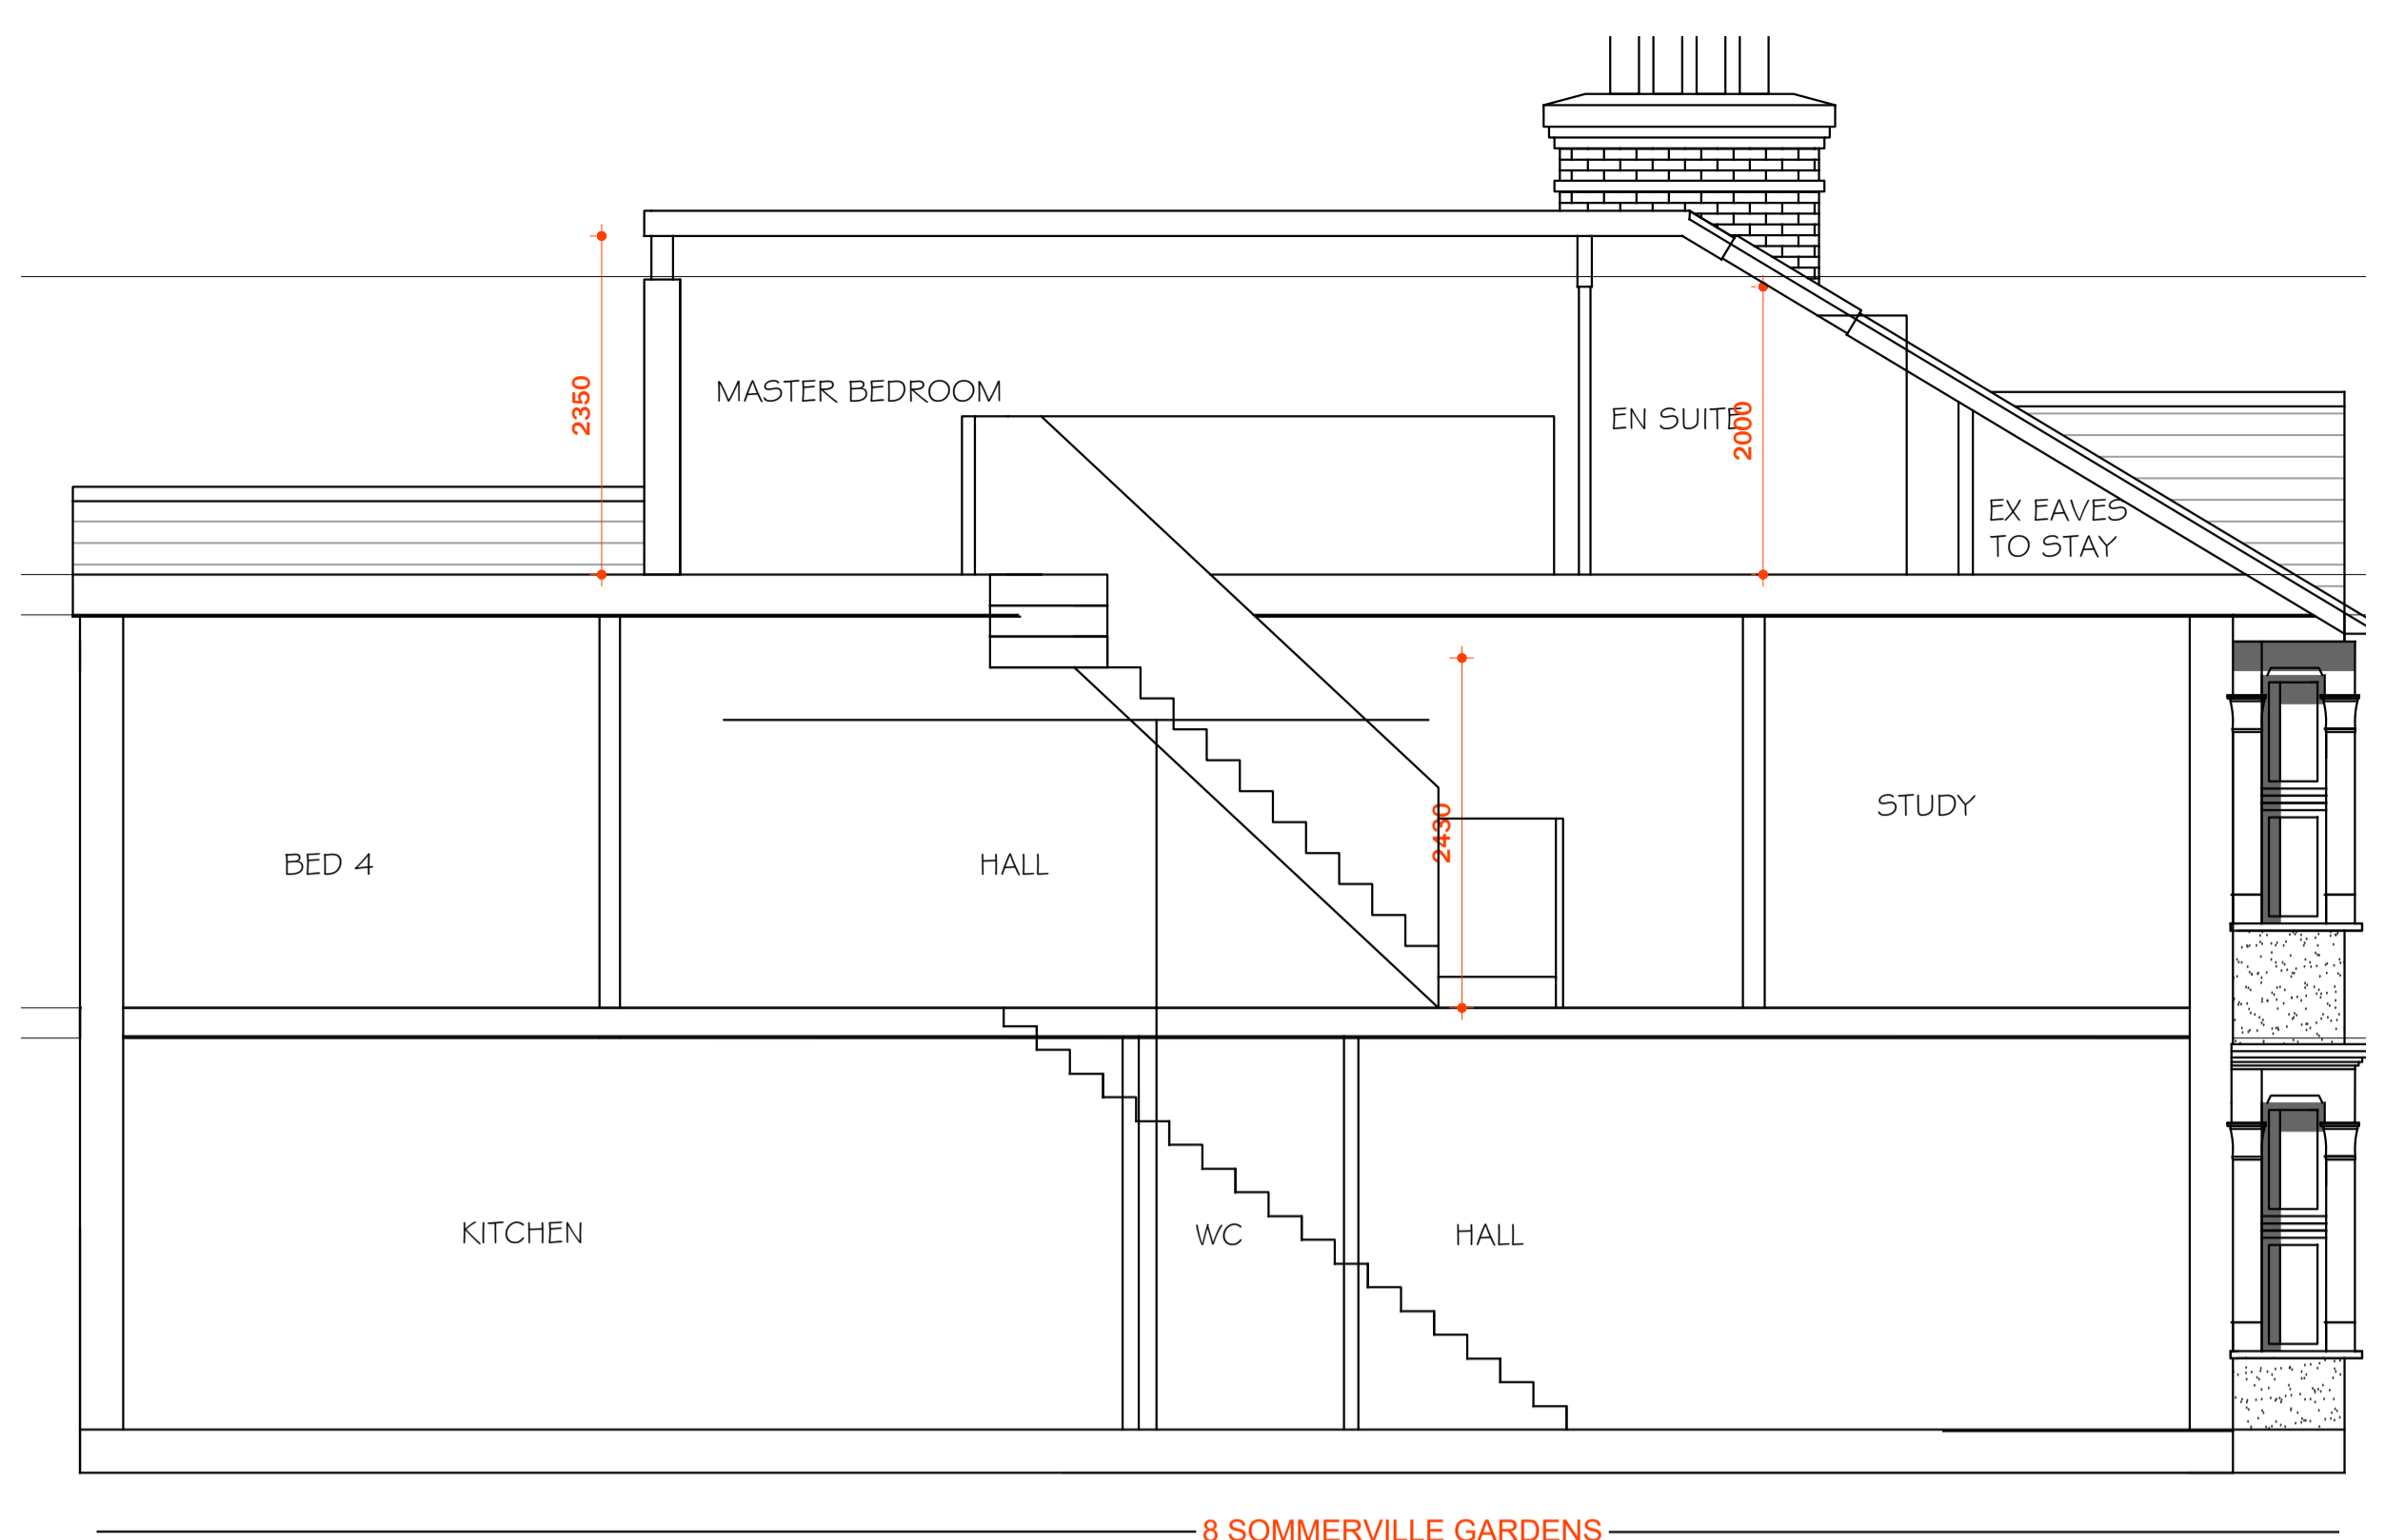 2350
MASTER BEDROOM
EN SUITE
2000
EX EAVES
TO STAY
BED 4
HALL
2430
STUDY
KITCHEN
WC
HALL
8 SOMMERVILLE GARDENS